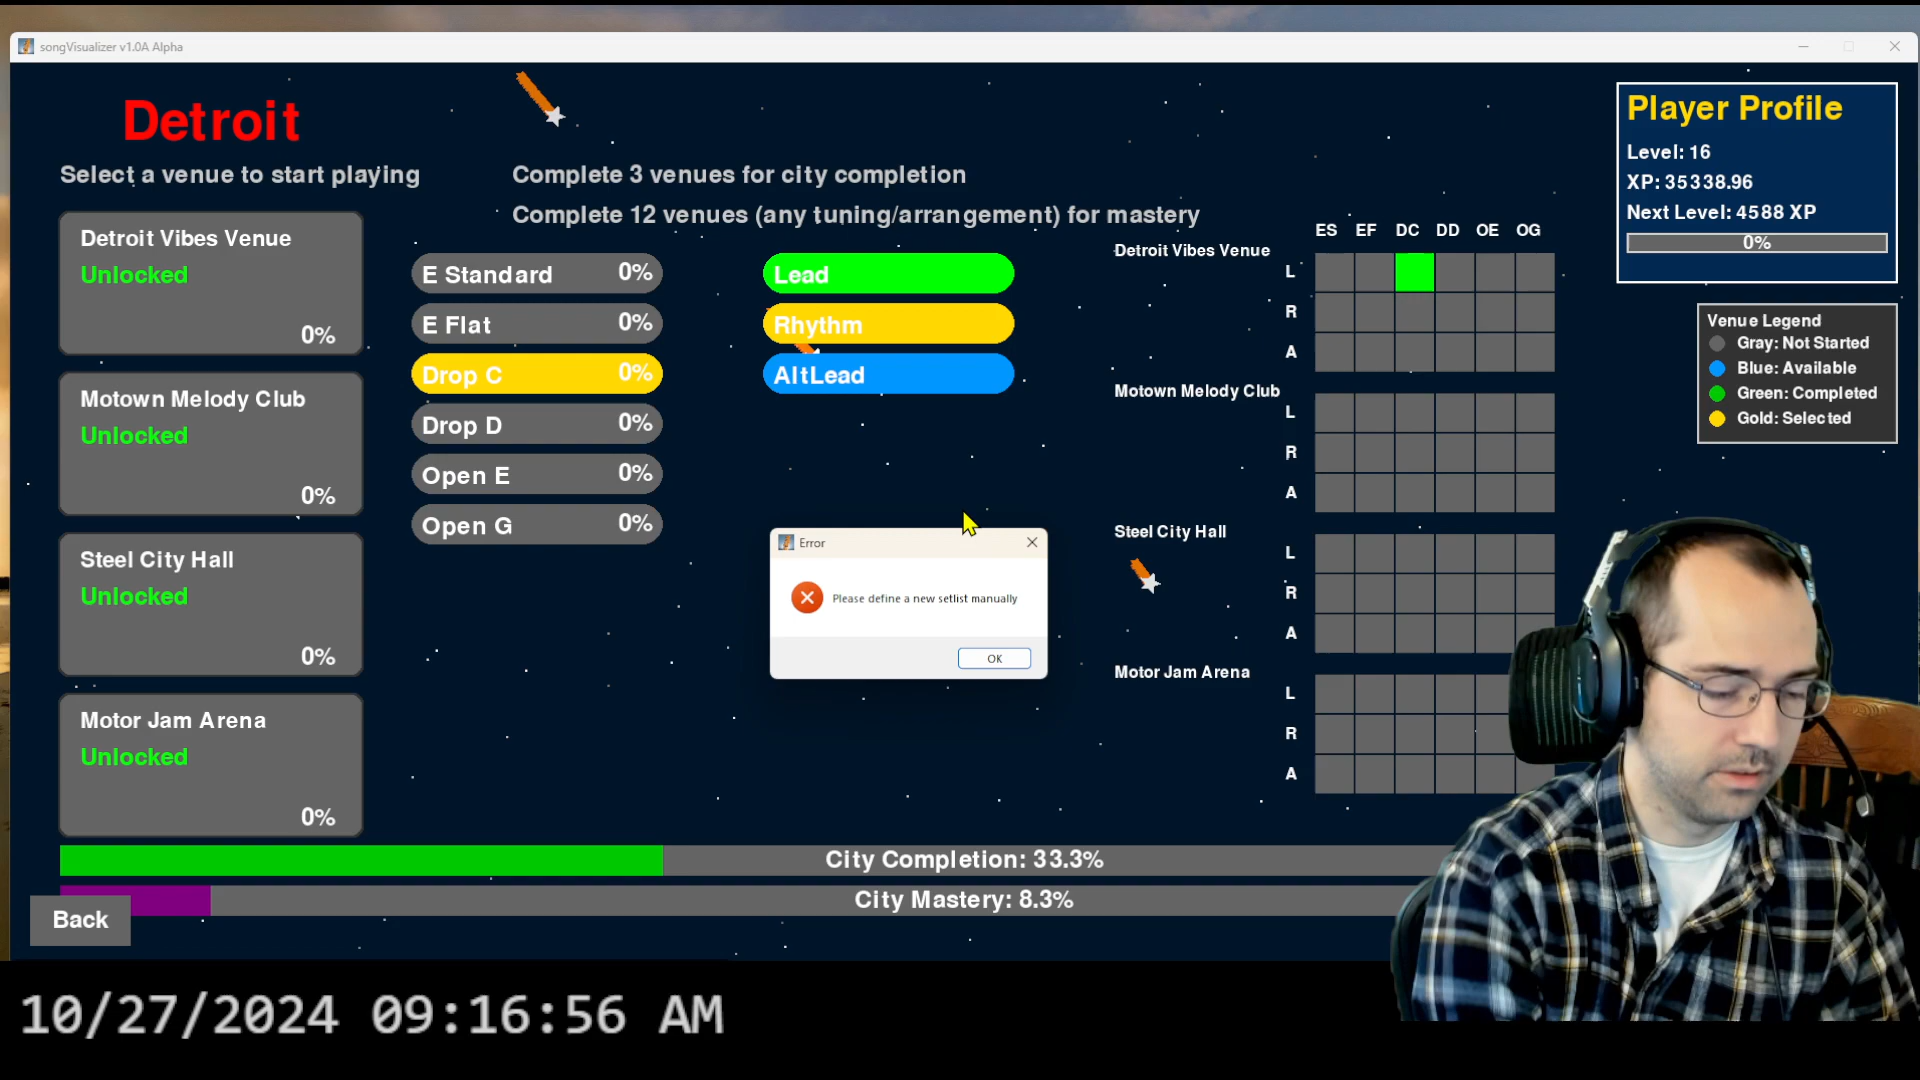 songVisualizer v1.0A Alpha
Detroit
Select a venue to start playing
Complete 3 venues for city completion
Complete 12 venues (any tuning/arrangement) for mastery
Detroit Vibes Venue
Unlocked
0%
Motown Melody Club
Unlocked
0%
Steel City Hall
Unlocked
0%
Motor Jam Arena
Unlocked
0%
E Standard 0%
E Flat 0%
Drop C 0%
Drop D 0%
Open E 0%
Open G 0%
Lead
Rhythm
AltLead
Error
Please define a new setlist manually
OK
ES EF DC DD OE OG
Detroit Vibes Venue
L
R
A
Motown Melody Club
L
R
A
Steel City Hall
L
R
A
Motor Jam Arena
L
R
A
Player Profile
Level: 16
XP: 35338.96
Next Level: 4588 XP
0%
Venue Legend
Gray: Not Started
Blue: Available
Green: Completed
Gold: Selected
City Completion: 33.3%
City Mastery: 8.3%
Back
10/27/2024 09:16:56 AM